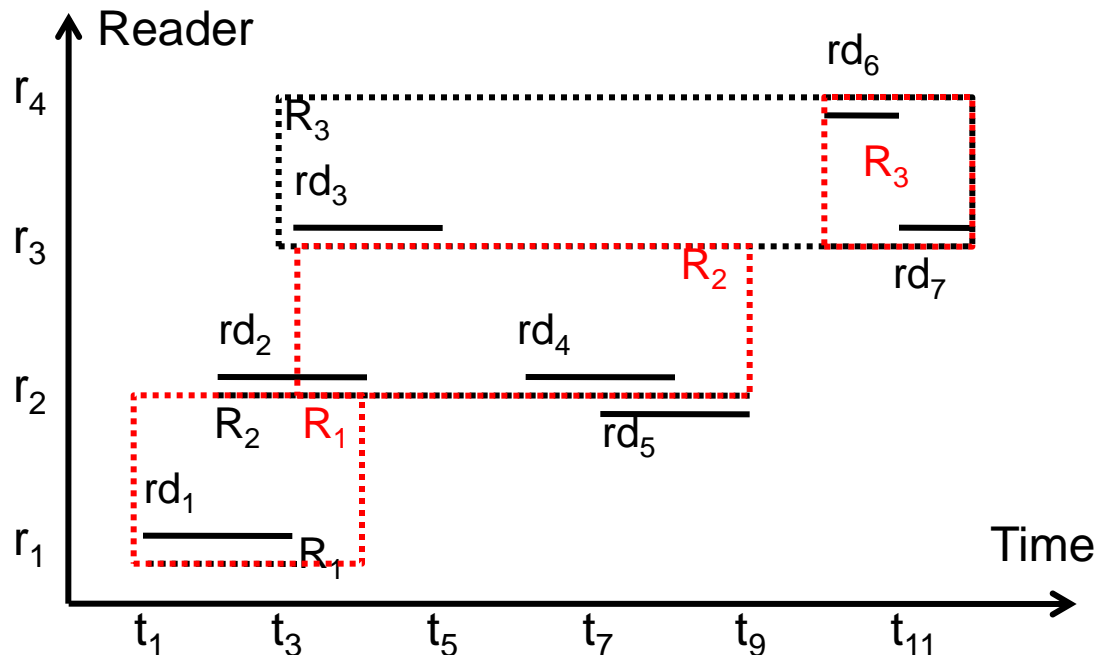 Reader
rd₆
r₄
R₃
R₃
rd₃
r₃
R₂
rd₇
rd₂
rd₄
r₂
R₂
R₁
rd₅
rd₁
r₁
R₁
Time
t₁ t₃ t₅ t₇ t₉ t₁₁